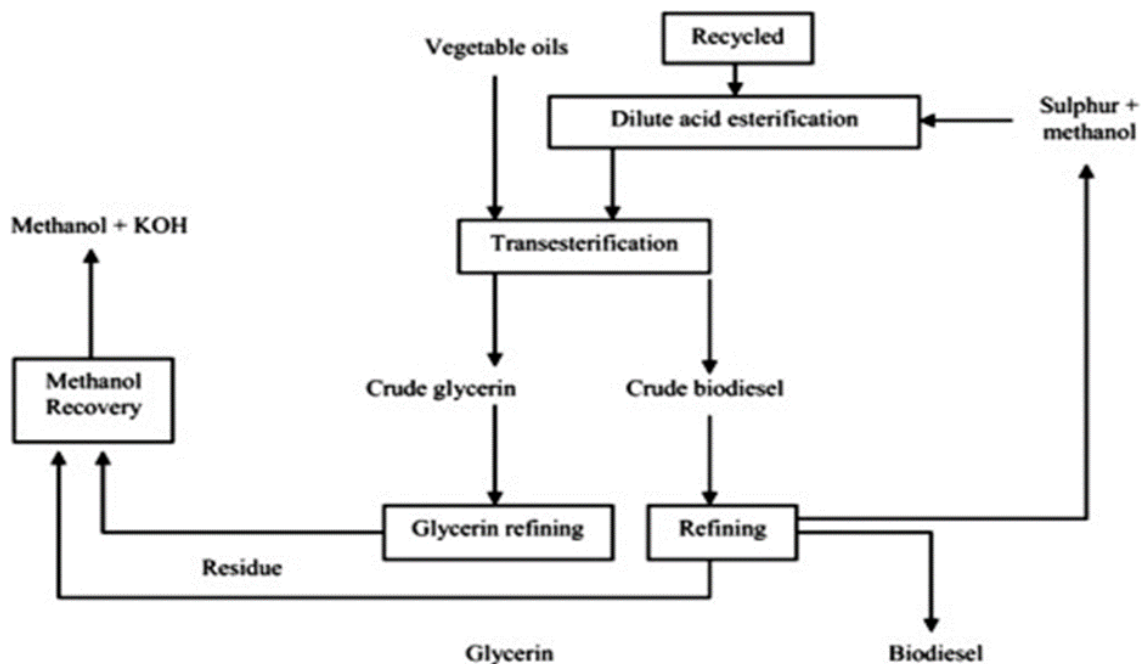 Vegetable oils
Recycled
Dilute acid esterification
Sulphur +
methanol
Methanol + KOH
Transesterification
Methanol
Recovery
Crude glycerin
Crude biodiesel
Glycerin refining
Refining
Residue
Glycerin
Biodiesel